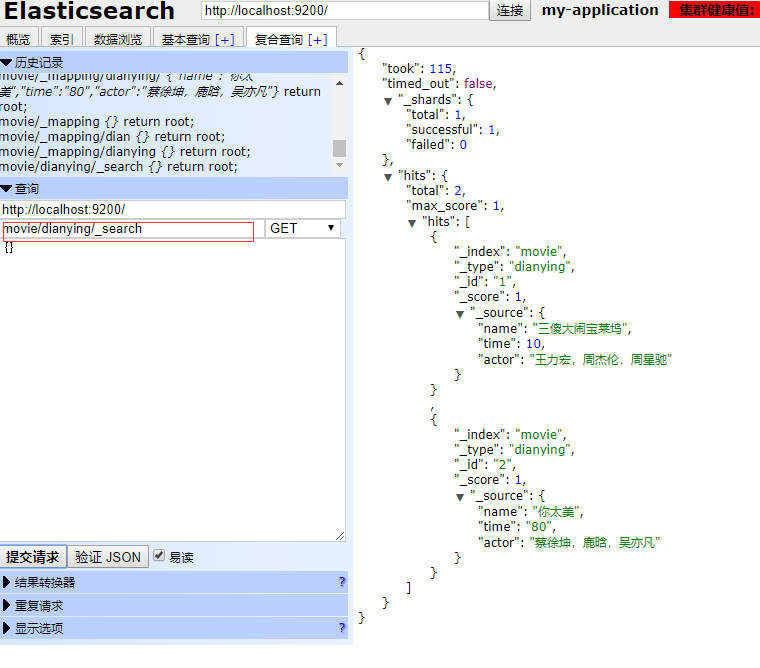 Elasticsearch http://localhost:9200/ 连接 my-application 集群健康值:
概览 索引 数据浏览 基本查询 [+] 复合查询 [+]
历史记录
movie/_mapping/dianying/ {"name":"你太
美","time":"80","actor":"蔡徐坤，鹿晗，吴亦凡"} return
root;
movie/_mapping {} return root;
movie/_mapping/dian {} return root;
movie/_mapping/dianying {} return root;
movie/dianying/_search {} return root;
查询
http://localhost:9200/
movie/dianying/_search GET
{}
提交请求 验证 JSON 易读
结果转换器 ?
重复请求
显示选项 ?
{
"took": 115,
"timed_out": false,
"_shards": {
"total": 1,
"successful": 1,
"failed": 0
},
"hits": {
"total": 2,
"max_score": 1,
"hits": [
{
"_index": "movie",
"_type": "dianying",
"_id": "1",
"_score": 1,
"_source": {
"name": "三傻大闹宝莱坞",
"time": 10,
"actor": "王力宏，周杰伦，周星驰"
}
}
,
{
"_index": "movie",
"_type": "dianying",
"_id": "2",
"_score": 1,
"_source": {
"name": "你太美",
"time": "80",
"actor": "蔡徐坤，鹿晗，吴亦凡"
}
}
]
}
}